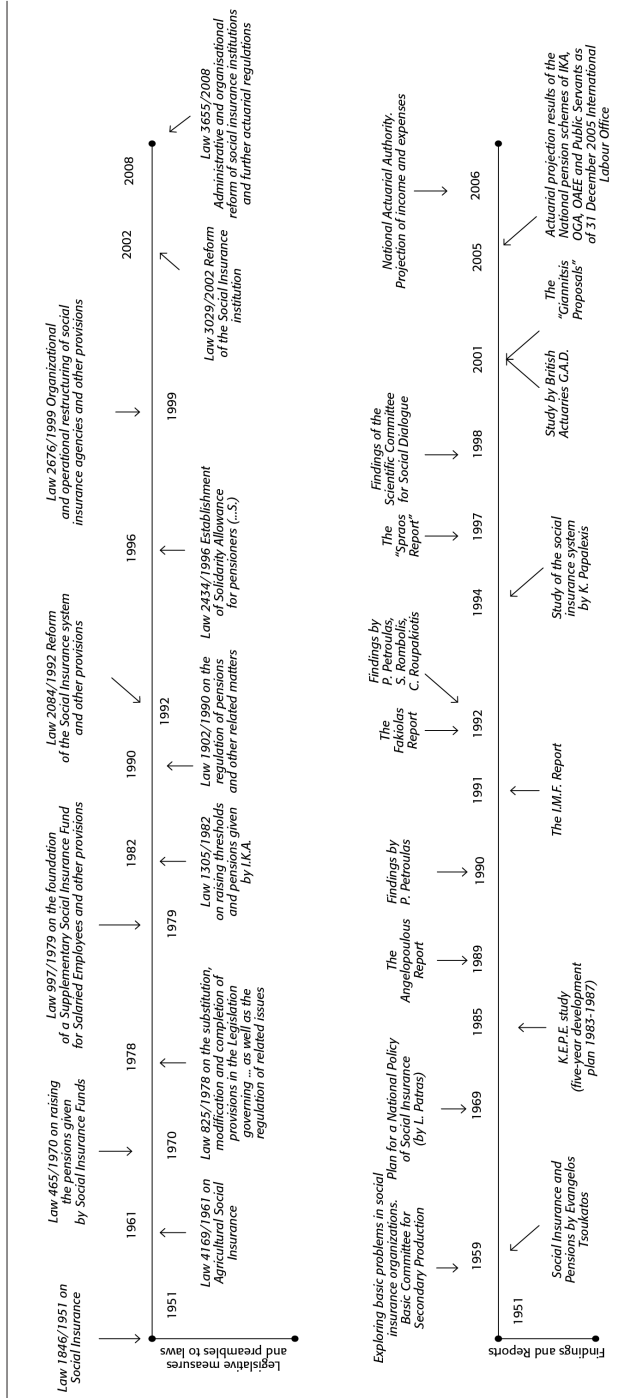 Legislative measures
and preambles to laws
Law 1846/1951 on
Social Insurance
1951
1961
Law 4169/1961 on
Agricultural Social
Insurance
Law 465/1970 on raising
the pensions given
by Social Insurance Funds
1970
1978
Law 825/1978 on the substitution,
modification and completion of
provisions in the Legislation
governing ... as well as the
regulation of related issues
Law 997/1979 on the foundation
of a Supplementary Social Insurance Fund
for Salaried Employees and other provisions
1979
1982
Law 1305/1982
on raising thresholds
and pensions given
by I.K.A.
1990
Law 1902/1990 on the
regulation of pensions
and other related matters
Law 2084/1992 Reform
of the Social Insurance system
and other provisions
1992
1996
Law 2434/1996 Establishment
of Solidarity Allowance
for pensioners (...S.)
Law 2676/1999 Organizational
and operational restructuring of social
insurance agencies and other provisions
1999
2002
Law 3029/2002 Reform
of the Social Insurance
institution
2008
Law 3655/2008
Administrative and organisational
reform of social insurance institutions
and further actuarial regulations
Findings and Reports
1951
Social Insurance and
Pensions by Evangelos
Tsoukatos
Exploring basic problems in social
insurance organizations.
Basic Committee for
Secondary Production
1959
Plan for a National Policy
of Social Insurance
(by L. Patras)
1969
1985
K.E.P.E. study
(five-year development
plan 1983-1987)
The
Angelopoulous
Report
1989
Findings by
P. Petroulas
1990
1991
The I.M.F. Report
The
Fakiolas
Report
1992
Findings by
P. Petroulas,
S. Rombolis,
C. Roupakiotis
1994
Study of the social
insurance system
by K. Papalexis
The
"Spraos
Report"
1997
Findings of the
Scientific Committee
for Social Dialogue
1998
2001
Study by British
Actuaries G.A.D.
The
"Giannitsis
Proposals"
2005
Actuarial projection results of the
National pension schemes of IKA,
OGA, OAEE and Public Servants as
of 31 December 2005 International
Labour Office
National Actuarial Authority.
Projection of income and expenses
2006